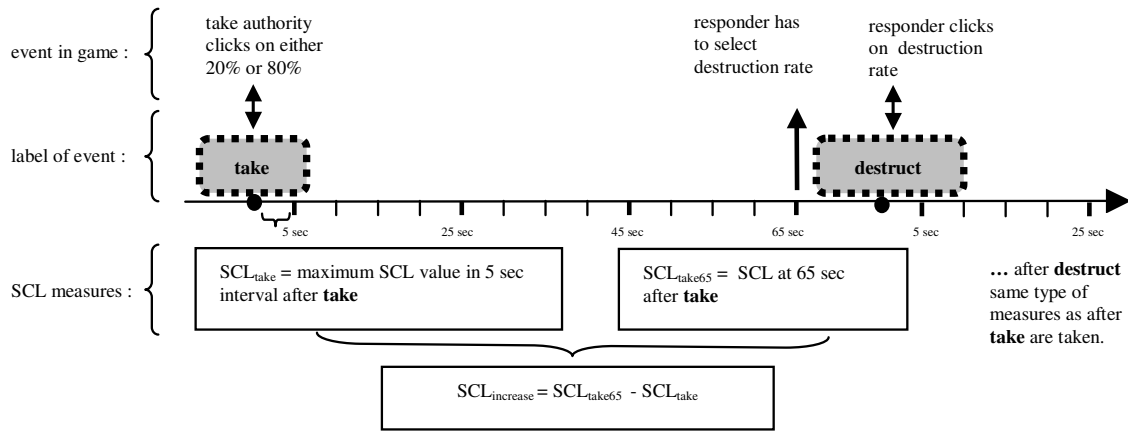 event in game :
take authority
clicks on either
20% or 80%
responder has
to select
destruction rate
responder clicks
on destruction
rate
label of event :
take
destruct
5 sec
25 sec
45 sec
65 sec
5 sec
25 sec
SCL measures :
SCLtake = maximum SCL value in 5 sec
interval after take
SCLtake65 = SCL at 65 sec
after take
... after destruct
same type of
measures as after
take are taken.
SCLincrease = SCLtake65 - SCLtake